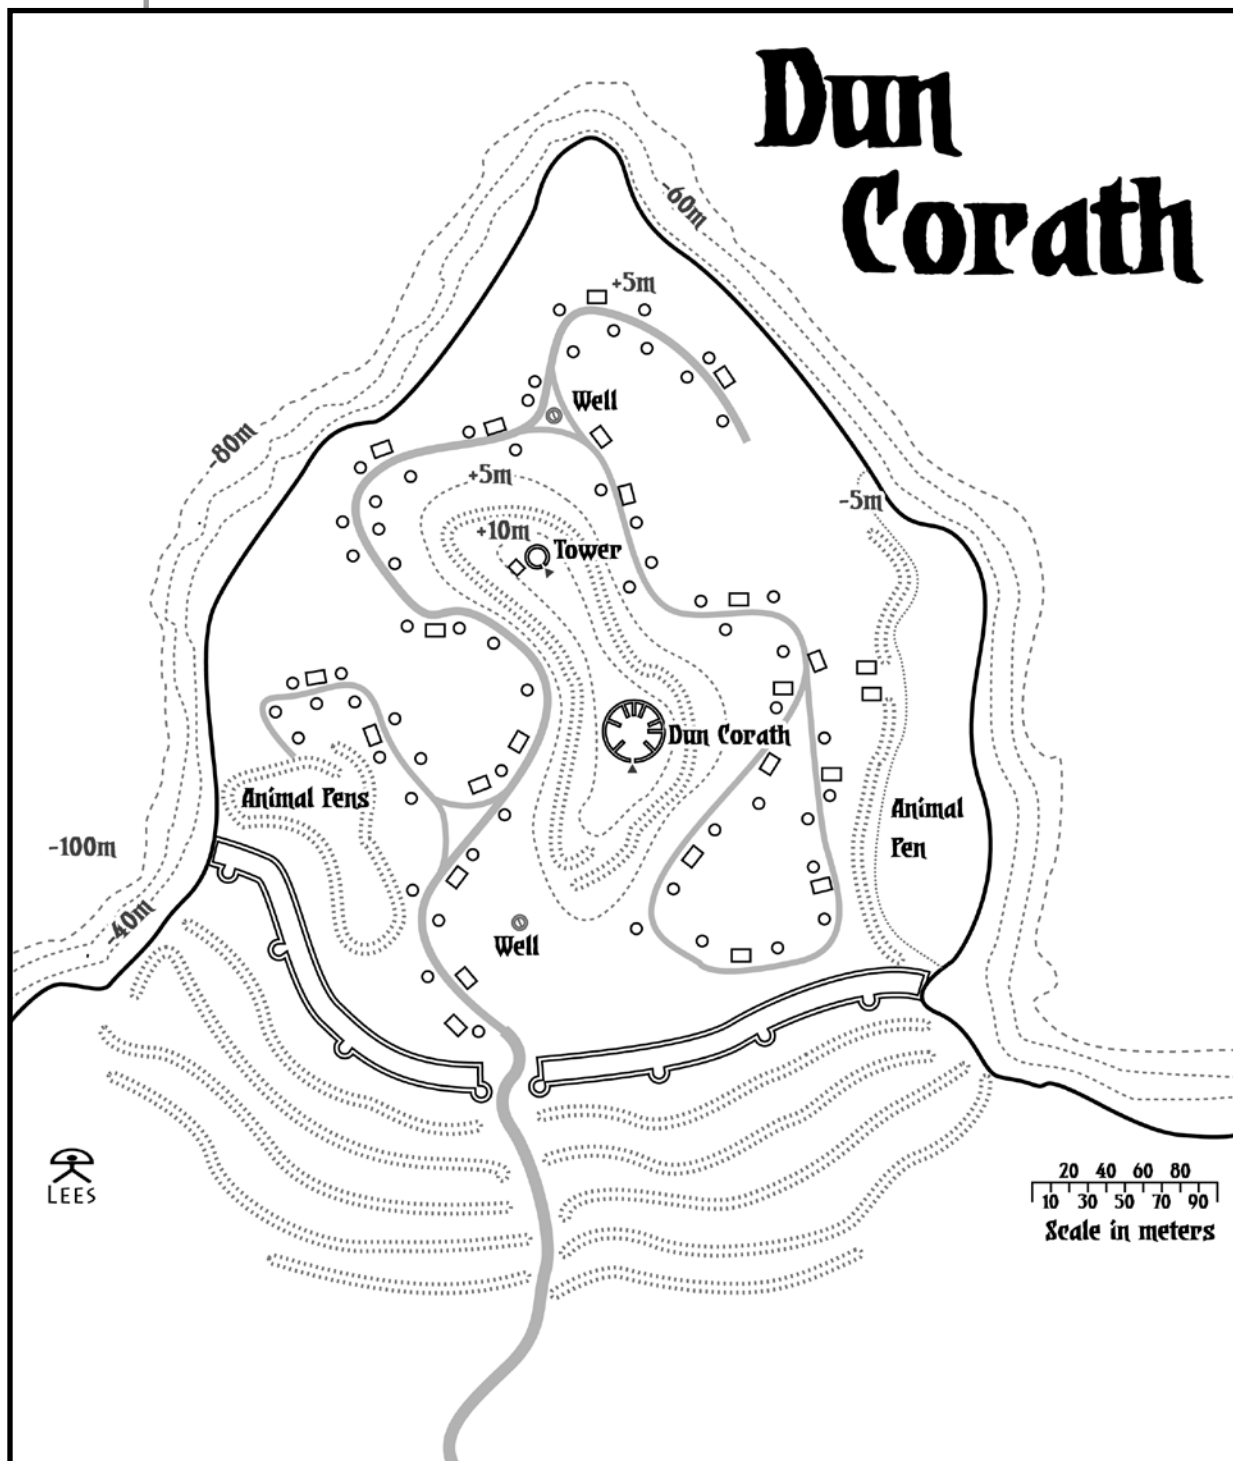 Dun
Corath
-60m
+5m
Well
-80m
+5m
-5m
+10m
Tower
Dun Corath
Animal Pens
Animal
Pen
-100m
-40m
Well
LEES
20 40 60 80
10 30 50 70 90
Scale in meters